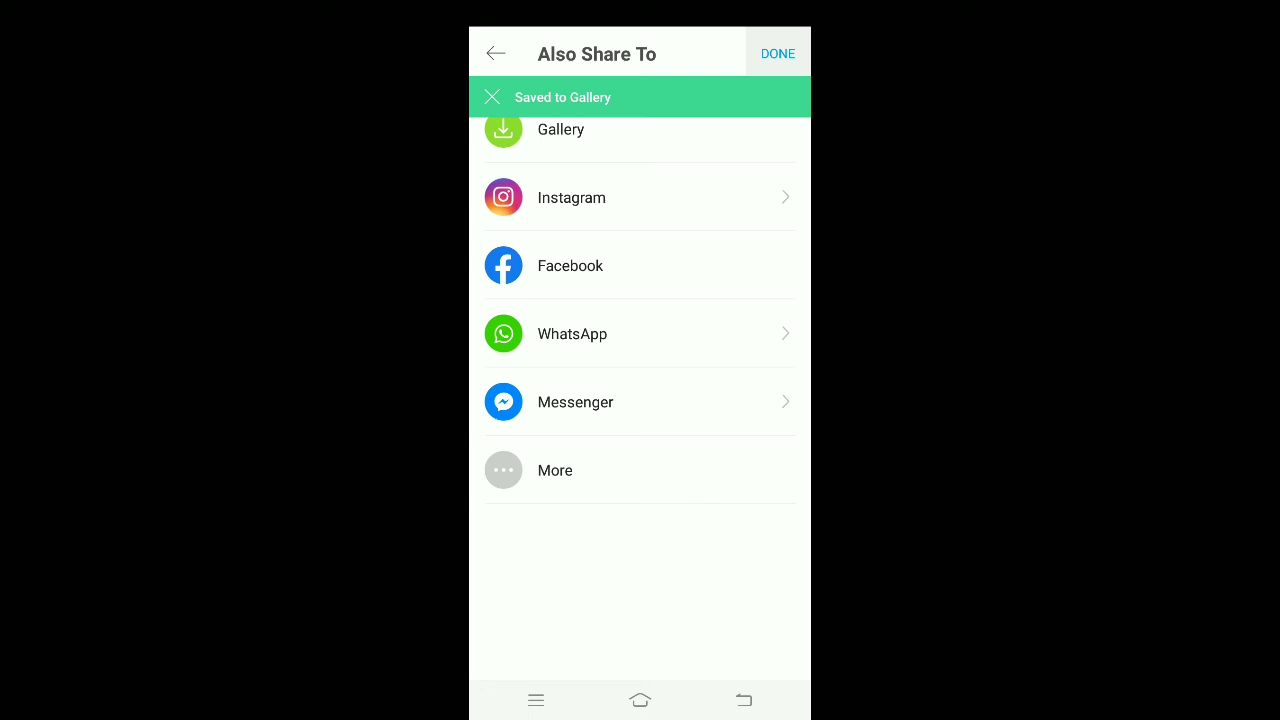 Also Share To
DONE
Saved to Gallery
Gallery
Instagram
Facebook
WhatsApp
Messenger
More